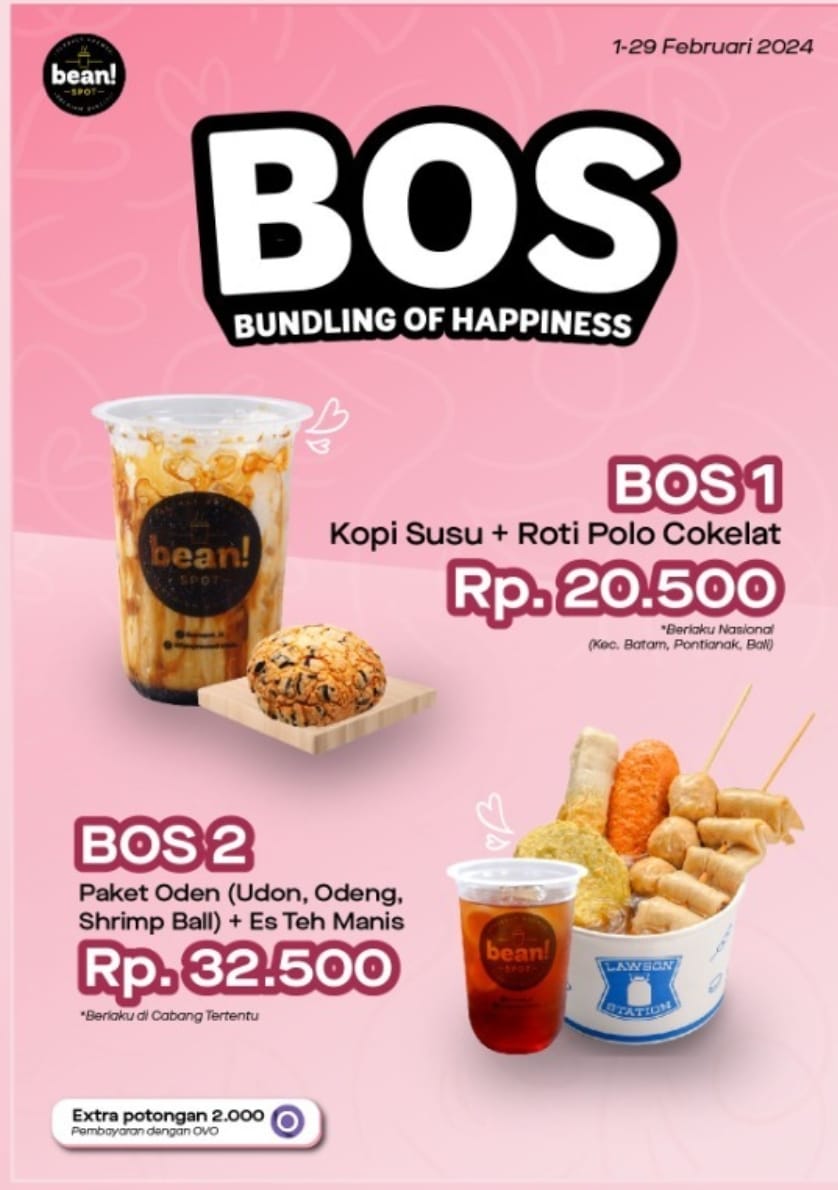 bean!
SPOT
1-29 Februari 2024
BOS
BUNDLING OF HAPPINESS
bean!
SPOT
BOS 1
Kopi Susu + Roti Polo Cokelat
Rp. 20.500
*Berlaku Nasional
(Kec. Batam, Pontianak, Bali)
BOS 2
Paket Oden (Udon, Odeng,
Shrimp Ball) + Es Teh Manis
Rp. 32.500
*Berlaku di Cabang Tertentu
bean!
SPOT
LAWSON
STATION
Extra potongan 2.000
Pembayaran dengan OVO